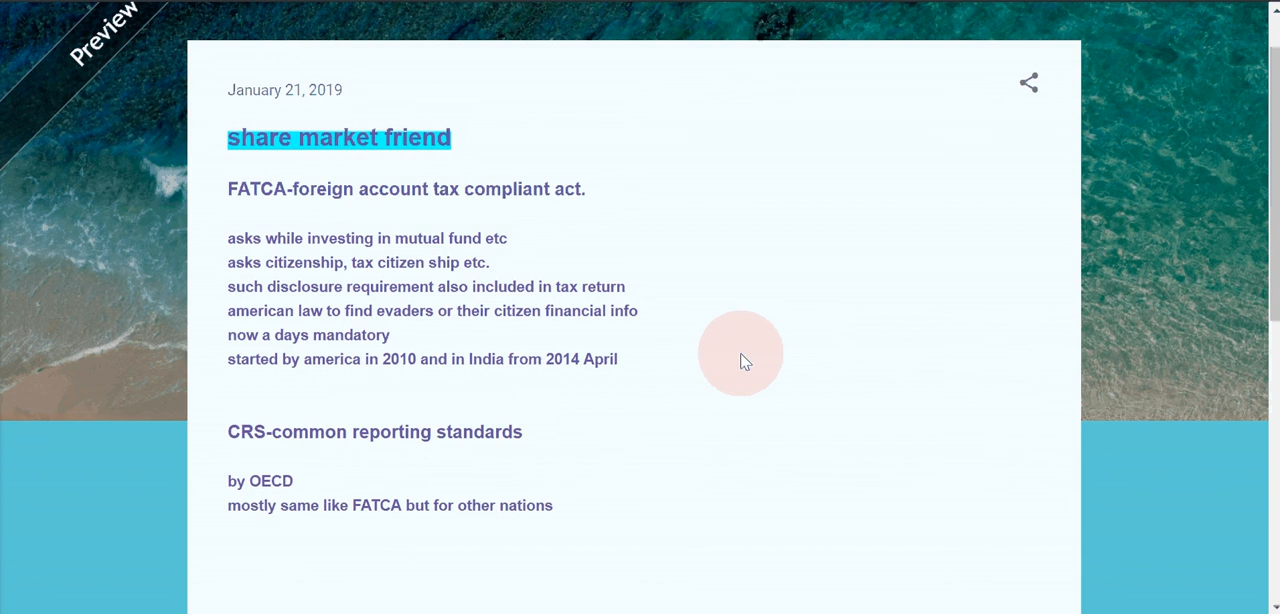 Preview
January 21, 2019
share market friend
FATCA-foreign account tax compliant act.
asks while investing in mutual fund etc
asks citizenship, tax citizen ship etc.
such disclosure requirement also included in tax return
american law to find evaders or their citizen financial info
now a days mandatory
started by america in 2010 and in India from 2014 April
CRS-common reporting standards
by OECD
mostly same like FATCA but for other nations